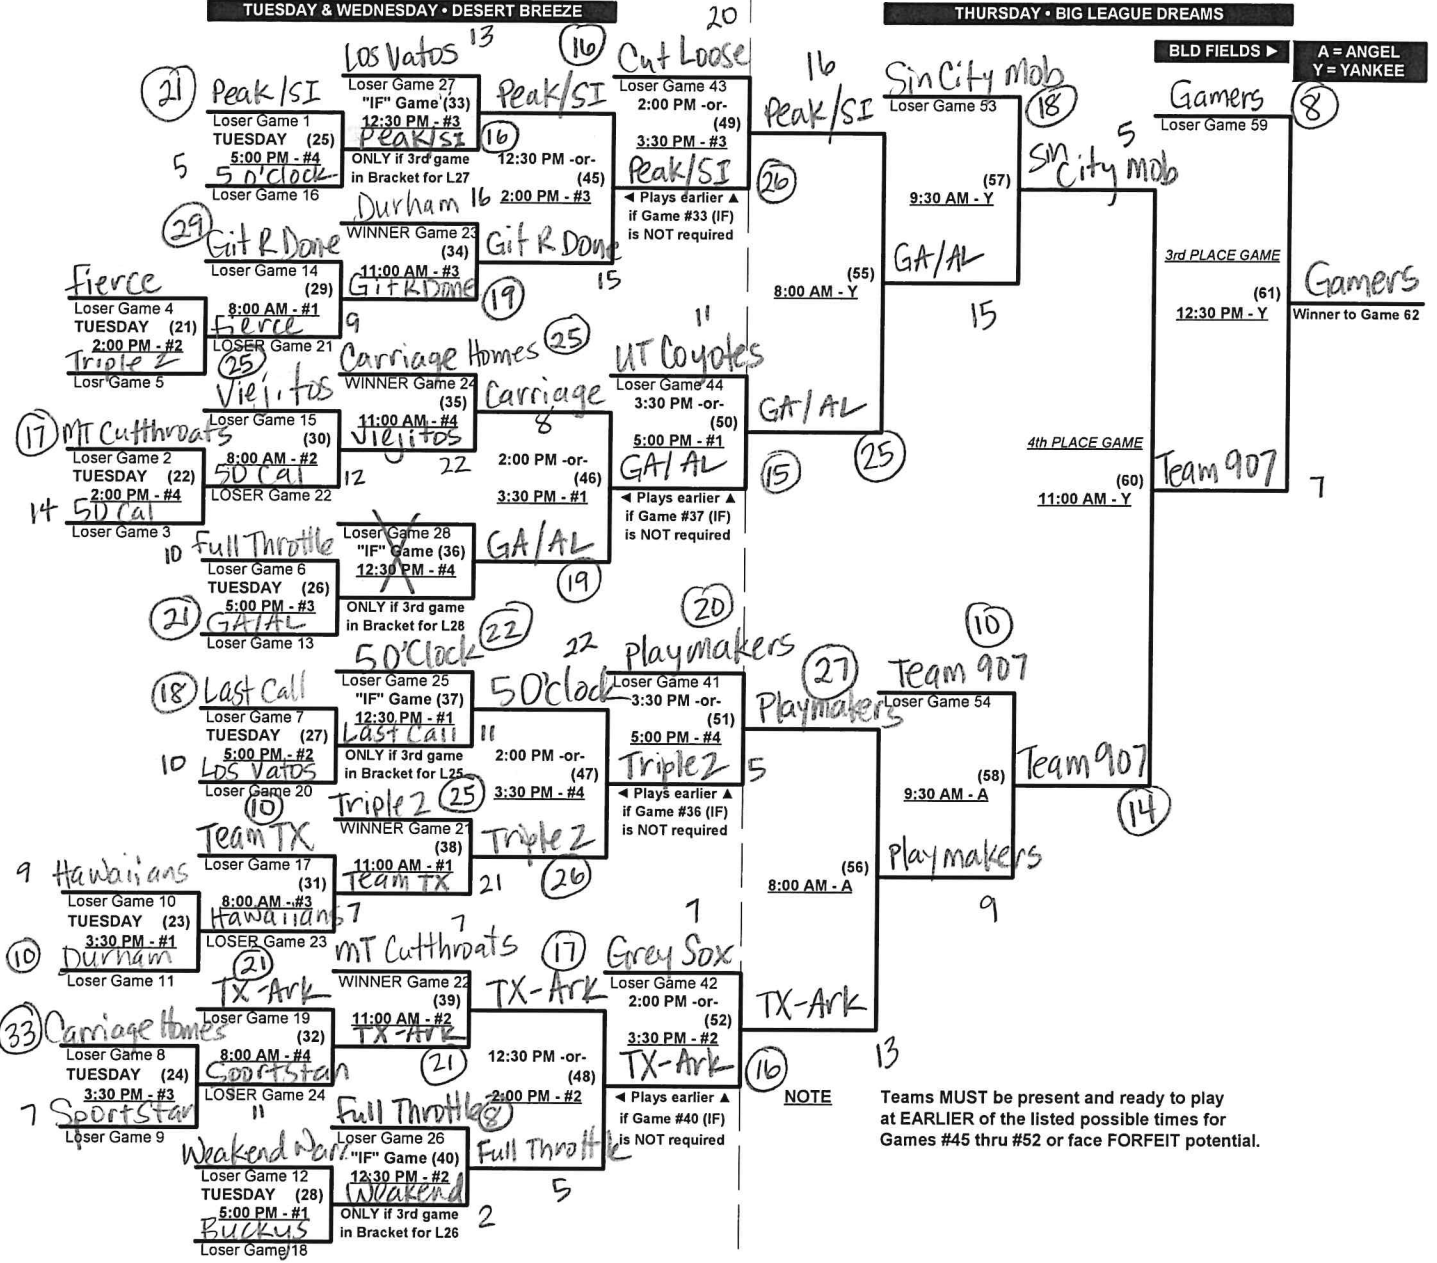 TUESDAY & WEDNESDAY • DESERT BREEZE
THURSDAY • BIG LEAGUE DREAMS
BLD FIELDS ►
A = ANGEL
Y = YANKEE
21
Peak/SI
Loser Game 1
TUESDAY (25)
5:00 PM - #4
5 O'Clock
5
Loser Game 16
29
Git R Done
Loser Game 14
(29)
8:00 AM - #1
Fierce
9
LOSER Game 21
Fierce
Loser Game 4
TUESDAY (21)
2:00 PM - #2
Triple 2
Losr Game 5
25
Viejitos
Loser Game 15
(30)
8:00 AM - #2
5D Cal
12
LOSER Game 22
17
MT Cutthroats
Loser Game 2
TUESDAY (22)
2:00 PM - #4
14
5D Cal
Loser Game 3
10
Full Throttle
Loser Game 6
TUESDAY (26)
5:00 PM - #3
21
GA/AL
Loser Game 13
18
Last Call
Loser Game 7
TUESDAY (27)
5:00 PM - #2
10
Los Vatos
Loser Game 20
10
Team TX
Loser Game 17
(31)
8:00 AM - #3
Hawaiians
7
LOSER Game 23
9
Hawaiians
Loser Game 10
TUESDAY (23)
3:30 PM - #1
10
Durham
Loser Game 11
21
TX-Ark
Loser Game 19
(32)
8:00 AM - #4
Sportstar
LOSER Game 24
11
33
Carriage Homes
Loser Game 8
TUESDAY (24)
3:30 PM - #3
7
Sportstar
Loser Game 9
Weakend Warr.
Loser Game 12
TUESDAY (28)
5:00 PM - #1
Buckys
Loser Game 18
13
Los Vatos
Loser Game 27
"IF" Game (33)
12:30 PM - #3
Peak/SI
16
ONLY if 3rd game
in Bracket for L27
Durham
16
WINNER Game 23
(34)
11:00 AM - #3
Git R Done
19
Carriage Homes
25
WINNER Game 24
(35)
11:00 AM - #4
Viejitos
22
Loser Game 28
"IF" Game (36)
12:30 PM - #4
ONLY if 3rd game
in Bracket for L28
5 O'Clock
22
Loser Game 25
"IF" Game (37)
12:30 PM - #1
Last Call
11
ONLY if 3rd game
in Bracket for L25
Triple 2
25
WINNER Game 21
(38)
11:00 AM - #1
Team TX
21
7
MT Cutthroats
WINNER Game 22
(39)
11:00 AM - #2
TX-Ark
21
Full Throttle
8
Loser Game 26
"IF" Game (40)
12:30 PM - #2
Weakend
2
ONLY if 3rd game
in Bracket for L26
16
Peak/SI
12:30 PM -or-
(45)
2:00 PM - #3
Git R Done
15
Carriage
8
2:00 PM -or-
(46)
3:30 PM - #1
GA/AL
19
22
5 O'clock
2:00 PM -or-
(47)
3:30 PM - #4
Triple 2
26
17
TX-Ark
12:30 PM -or-
(48)
2:00 PM - #2
Full Throttle
5
20
Cut Loose
Loser Game 43
2:00 PM -or-
(49)
3:30 PM - #3
Peak/SI
26
◄ Plays earlier ▲
if Game #33 (IF)
is NOT required
11
UT Coyotes
Loser Game 44
3:30 PM -or-
(50)
5:00 PM - #1
GA/AL
15
◄ Plays earlier ▲
if Game #37 (IF)
is NOT required
20
Playmakers
Loser Game 41
3:30 PM -or-
(51)
5:00 PM - #4
Triple 2
5
◄ Plays earlier ▲
if Game #36 (IF)
is NOT required
7
Grey Sox
Loser Game 42
2:00 PM -or-
(52)
3:30 PM - #2
TX-Ark
16
◄ Plays earlier ▲
if Game #40 (IF)
is NOT required
16
Peak/SI
(55)
8:00 AM - Y
GA/AL
25
27
Playmakers
(56)
8:00 AM - A
TX-Ark
13
Sin City Mob
Loser Game 53
18
(57)
9:30 AM - Y
GA/AL
15
10
Team 907
Loser Game 54
(58)
9:30 AM - A
Playmakers
9
5
Sin City Mob
4th PLACE GAME
(60)
11:00 AM - Y
Team 907
14
Gamers
8
Loser Game 59
3rd PLACE GAME
(61)
12:30 PM - Y
Team 907
7
Gamers
Winner to Game 62
NOTE
Teams MUST be present and ready to play
at EARLIER of the listed possible times for
Games #45 thru #52 or face FORFEIT potential.